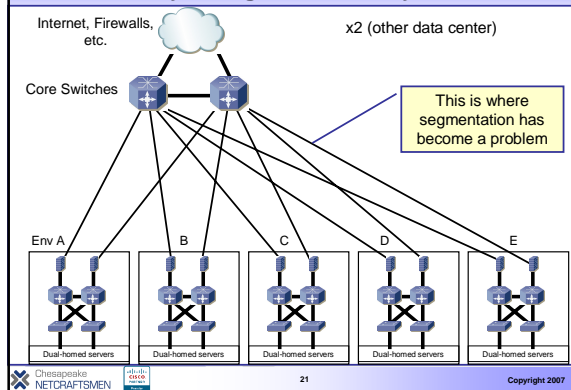 Internet, Firewalls,
etc.
x2 (other data center)
Core Switches
This is where
segmentation has
become a problem
Env A
B
C
D
E
Dual-homed servers
Dual-homed servers
Dual-homed servers
Dual-homed servers
Dual-homed servers
Chesapeake
NETCRAFTSMEN
CISCO
21
Copyright 2007